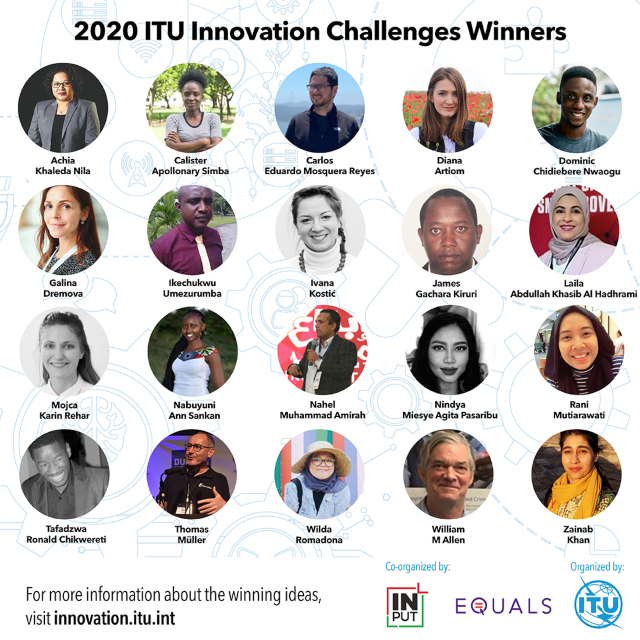 2020 ITU Innovation Challenges Winners
Achia
Khaleda Nila
Calister
Apollonary Simba
Carlos
Eduardo Mosquera Reyes
Diana
Artiom
Dominic
Chidiebere Nwaogu
Galina
Dremova
Ikechukwu
Umezurumba
Ivana
Kostić
James
Gachara Kiruri
Laila
Abdullah Khasib Al Hadhrami
Mojca
Karin Rehar
Nabuyuni
Ann Sankan
Nahel
Muhammad Amirah
Nindya
Miesye Agita Pasaribu
Rani
Mutiarawati
Tafadzwa
Ronald Chikwereti
Thomas
Müller
Wilda
Romadona
William
M Allen
Zainab
Khan
For more information about the winning ideas,
visit innovation.itu.int
Co-organized by:
IN
PUT
EQUALS
Organized by:
ITU